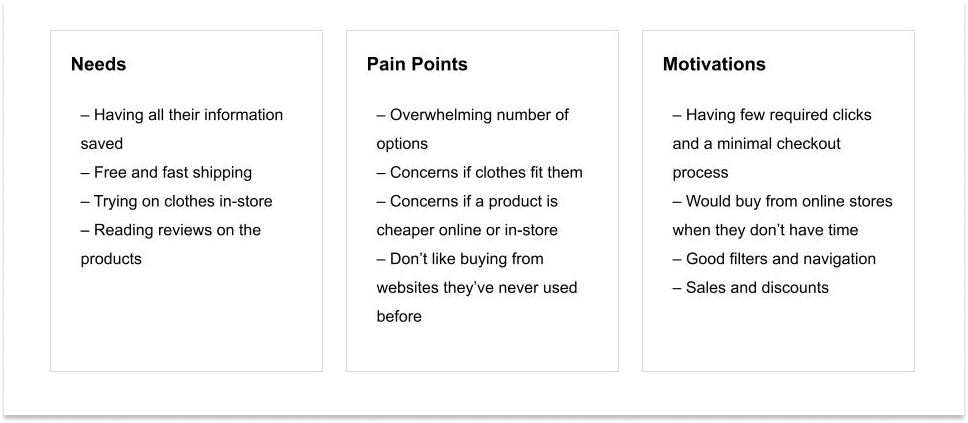 Needs
– Having all their information
saved
– Free and fast shipping
– Trying on clothes in-store
– Reading reviews on the
products
Pain Points
– Overwhelming number of
options
– Concerns if clothes fit them
– Concerns if a product is
cheaper online or in-store
– Don’t like buying from
websites they’ve never used
before
Motivations
– Having few required clicks
and a minimal checkout
process
– Would buy from online stores
when they don’t have time
– Good filters and navigation
– Sales and discounts